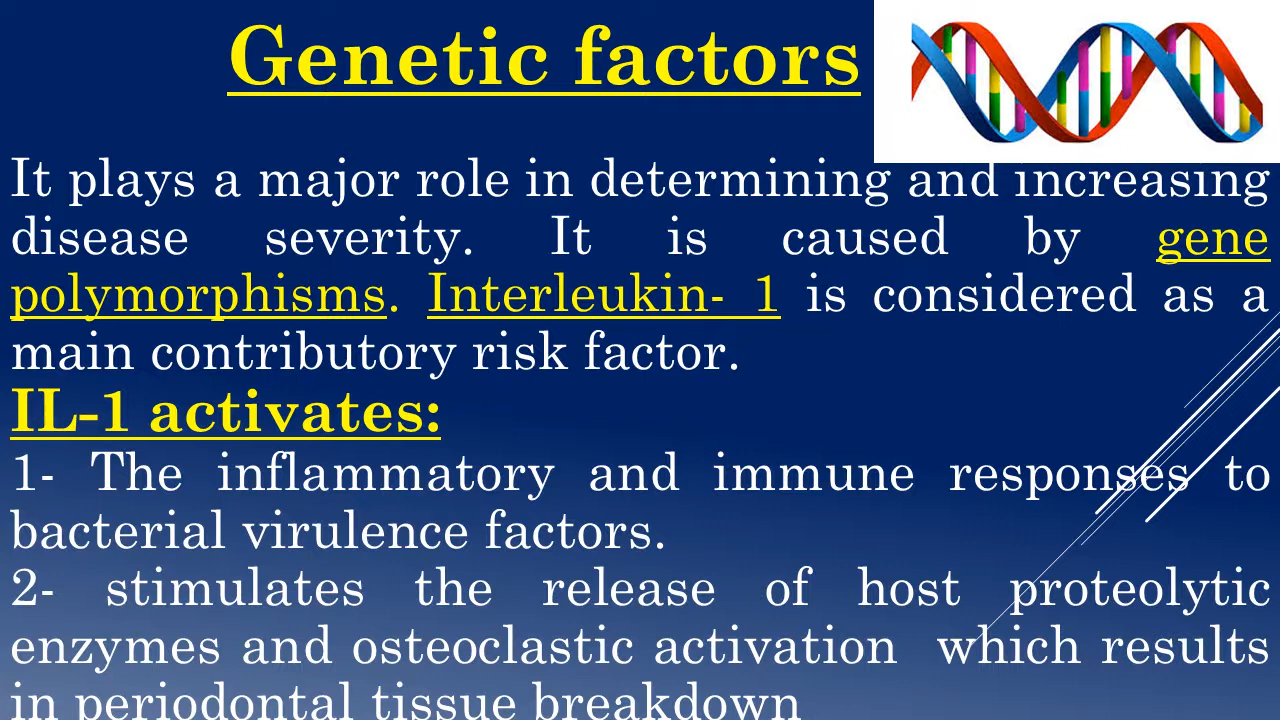 Genetic factors
It plays a major role in determining and increasing
disease severity. It is caused by gene
polymorphisms. Interleukin- 1 is considered as a
main contributory risk factor.
IL-1 activates:
1- The inflammatory and immune responses to
bacterial virulence factors.
2- stimulates the release of host proteolytic
enzymes and osteoclastic activation which results
in periodontal tissue breakdown